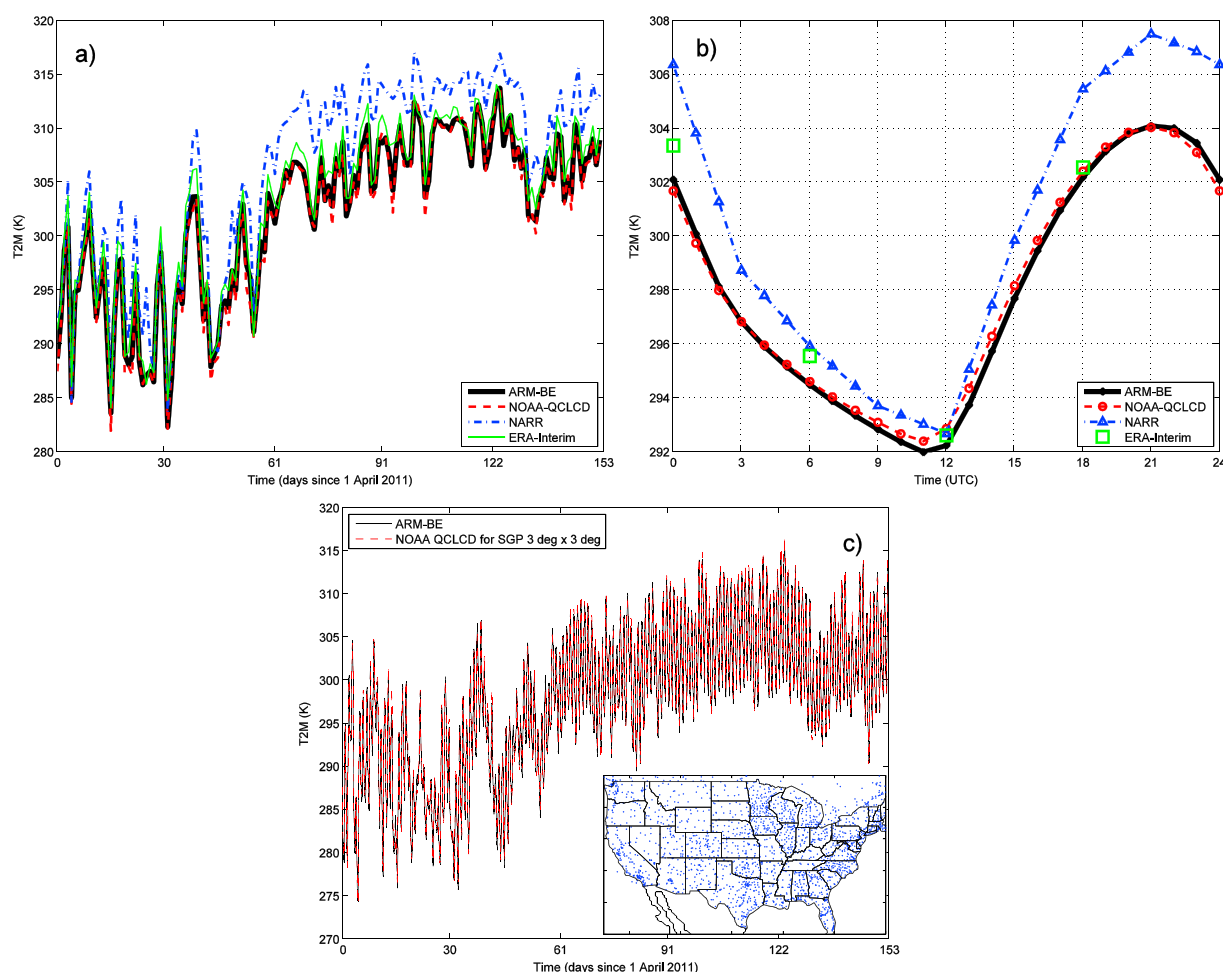 a)
T2M (K)
320
315
310
305
300
295
290
285
280
0 30 61 91 122 153
Time (days since 1 April 2011)
ARM-BE
NOAA-QCLCD
NARR
ERA-Interim
b)
T2M (K)
308
306
304
302
300
298
296
294
292
0 3 6 9 12 15 18 21 24
Time (UTC)
ARM-BE
NOAA-QCLCD
NARR
ERA-Interim
c)
ARM-BE
NOAA QCLCD for SGP 3 deg x 3 deg
T2M (K)
320
315
310
305
300
295
290
285
280
270
0 30 61 91 122 153
Time (days since 1 April 2011)